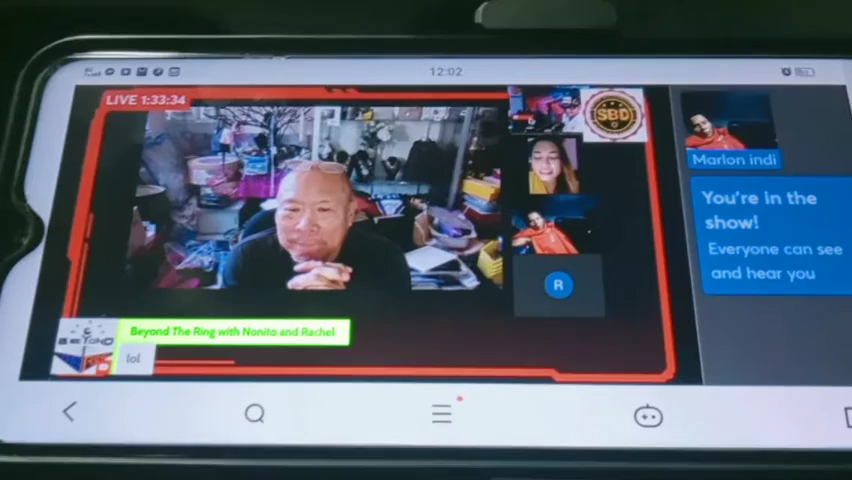 12:02
LIVE 1:33:34
SBD
Marlon indi
You're in the
show!
Everyone can see
and hear you
R
Beyond The Ring with Nonito and Rachel
lol